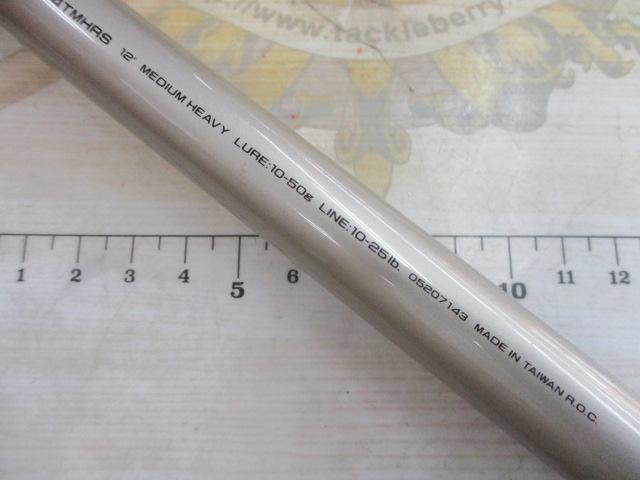 www.tackleberry.
TMHRS 12' MEDIUM HEAVY LURE:10-50g LINE:10-25lb. 05207143 MADE IN TAIWAN R.O.C.
1 2 3 4 5 6 10 11 12